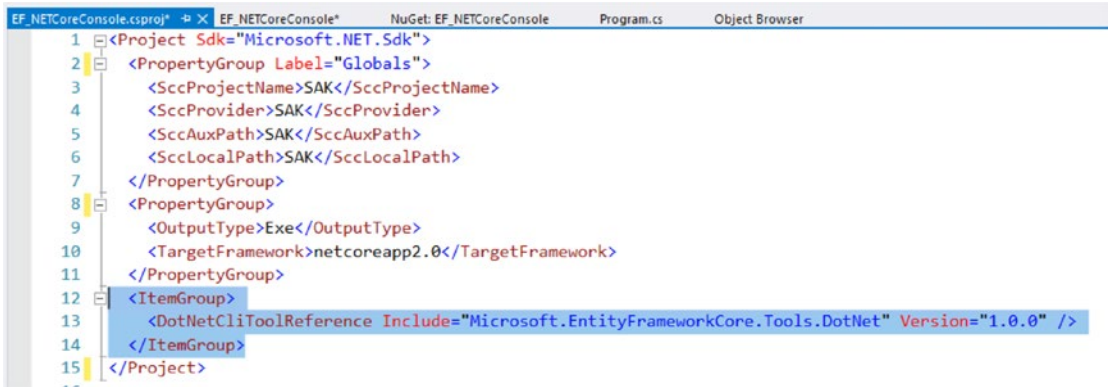 EF_NETCoreConsole.csproj* EF_NETCoreConsole* NuGet: EF_NETCoreConsole Program.cs Object Browser
1 <Project Sdk="Microsoft.NET.Sdk">
2 <PropertyGroup Label="Globals">
3 <SccProjectName>SAK</SccProjectName>
4 <SccProvider>SAK</SccProvider>
5 <SccAuxPath>SAK</SccAuxPath>
6 <SccLocalPath>SAK</SccLocalPath>
7 </PropertyGroup>
8 <PropertyGroup>
9 <OutputType>Exe</OutputType>
10 <TargetFramework>netcoreapp2.0</TargetFramework>
11 </PropertyGroup>
12 <ItemGroup>
13 <DotNetCliToolReference Include="Microsoft.EntityFrameworkCore.Tools.DotNet" Version="1.0.0" />
14 </ItemGroup>
15 </Project>